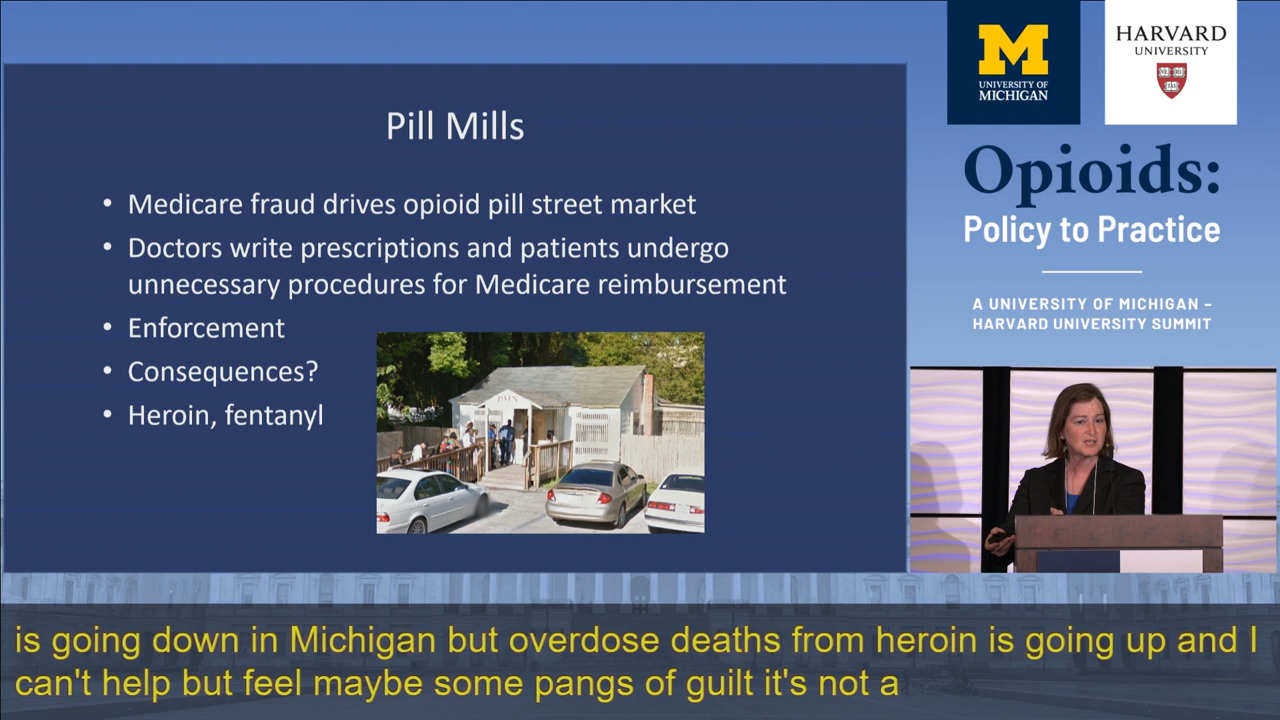 Pill Mills
• Medicare fraud drives opioid pill street market
• Doctors write prescriptions and patients undergo
unnecessary procedures for Medicare reimbursement
• Enforcement
• Consequences?
• Heroin, fentanyl
PAIN
M
UNIVERSITY OF
MICHIGAN
HARVARD
UNIVERSITY
Opioids:
Policy to Practice
A UNIVERSITY OF MICHIGAN –
HARVARD UNIVERSITY SUMMIT
is going down in Michigan but overdose deaths from heroin is going up and I
can't help but feel maybe some pangs of guilt it's not a